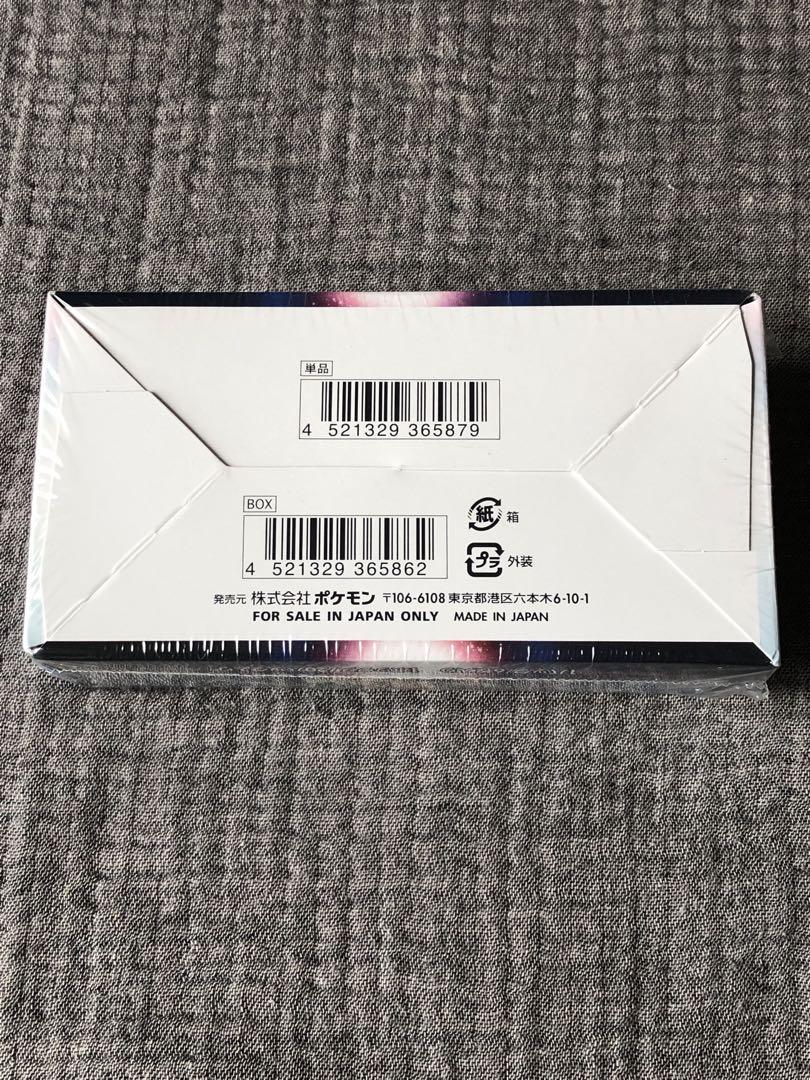 単品
4 521329 365879
BOX
4 521329 365862
紙 箱
プラ 外装
発売元 株式会社ポケモン 〒106-6108 東京都港区六本木6-10-1
FOR SALE IN JAPAN ONLY MADE IN JAPAN